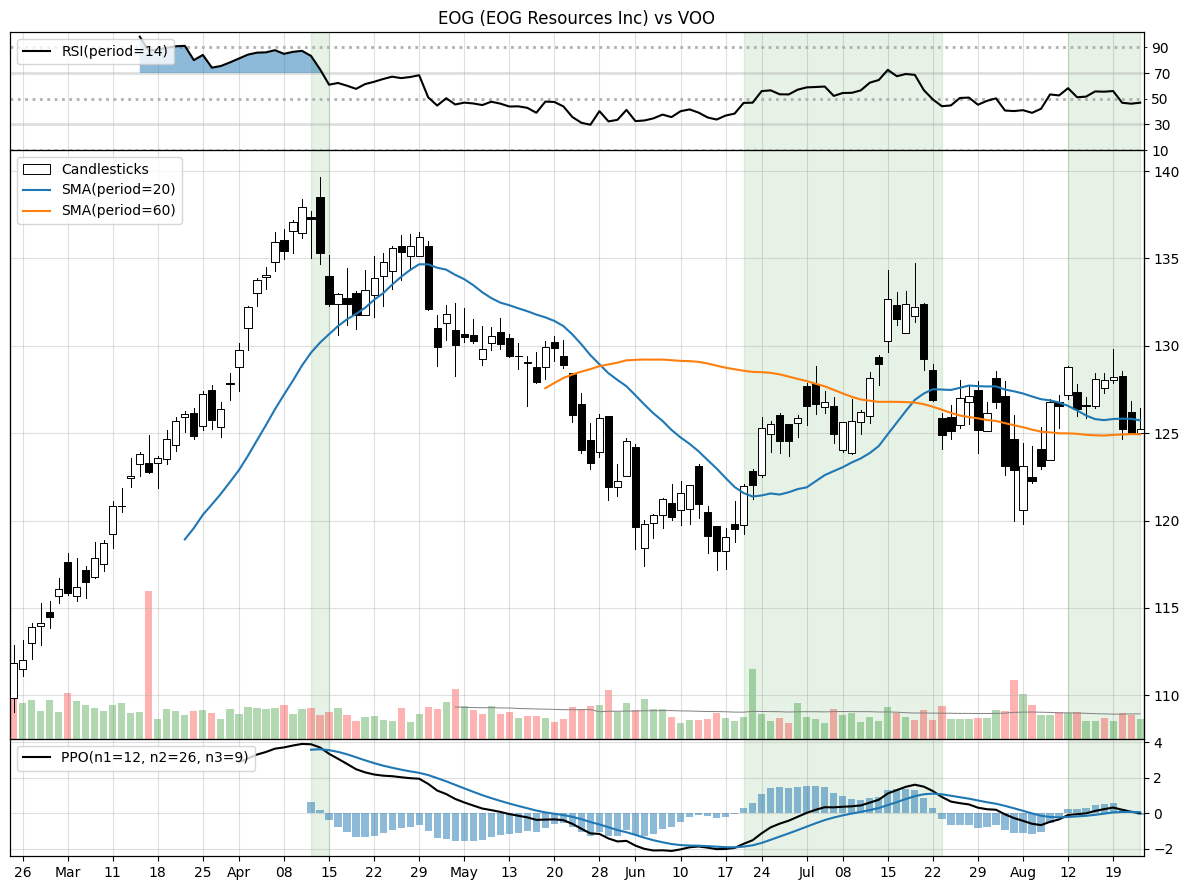 EOG (EOG Resources Inc) vs VOO
RSI(period=14)
90
70
50
30
10
Candlesticks
SMA(period=20)
SMA(period=60)
140
135
130
125
120
115
110
PPO(n1=12, n2=26, n3=9)
4
2
0
−2
26 Mar 11 18 25 Apr 08 15 22 29 May 13 20 28 Jun 10 17 24 Jul 08 15 22 29 Aug 12 19